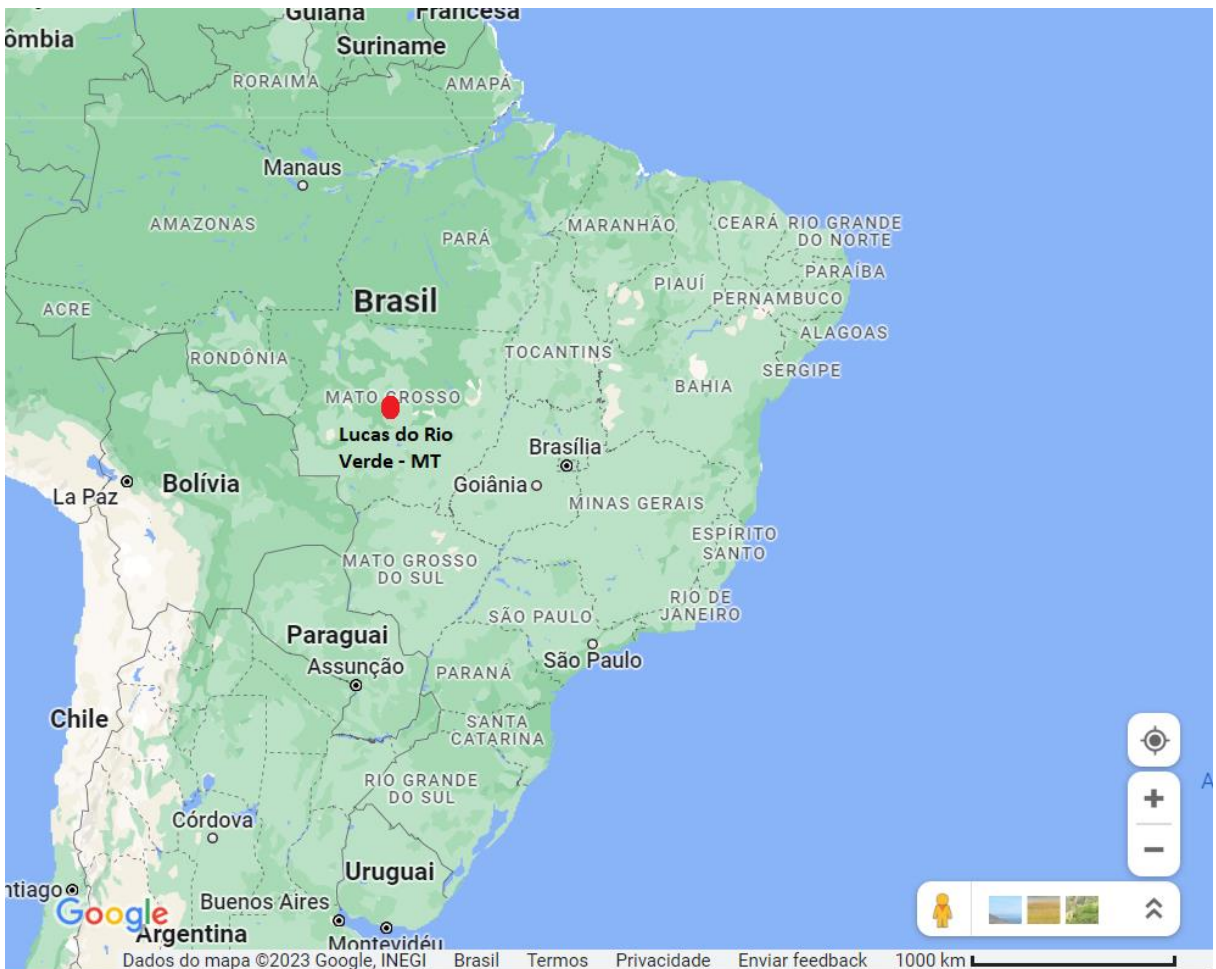 Guiana
Francesa
ômbia
Suriname
RORAIMA
AMAPÁ
Manaus
AMAZONAS
PARÁ
MARANHÃO
CEARÁ
RIO GRANDE
DO NORTE
PARAÍBA
PIAUÍ
PERNAMBUCO
ACRE
Brasil
ALAGOAS
RONDÔNIA
TOCANTINS
SERGIPE
BAHIA
MATO GROSSO
Lucas do Rio
Verde - MT
Brasília
La Paz
Bolívia
Goiânia
MINAS GERAIS
ESPÍRITO
SANTO
MATO GROSSO
DO SUL
RIO DE
JANEIRO
SÃO PAULO
Paraguai
Assunção
São Paulo
PARANÁ
Chile
SANTA
CATARINA
RIO GRANDE
DO SUL
A
Córdova
Uruguai
ntiago
Buenos Aires
Google
Argentina
Montevidéu
Dados do mapa ©2023 Google, INEGI Brasil Termos Privacidade Enviar feedback 1000 km